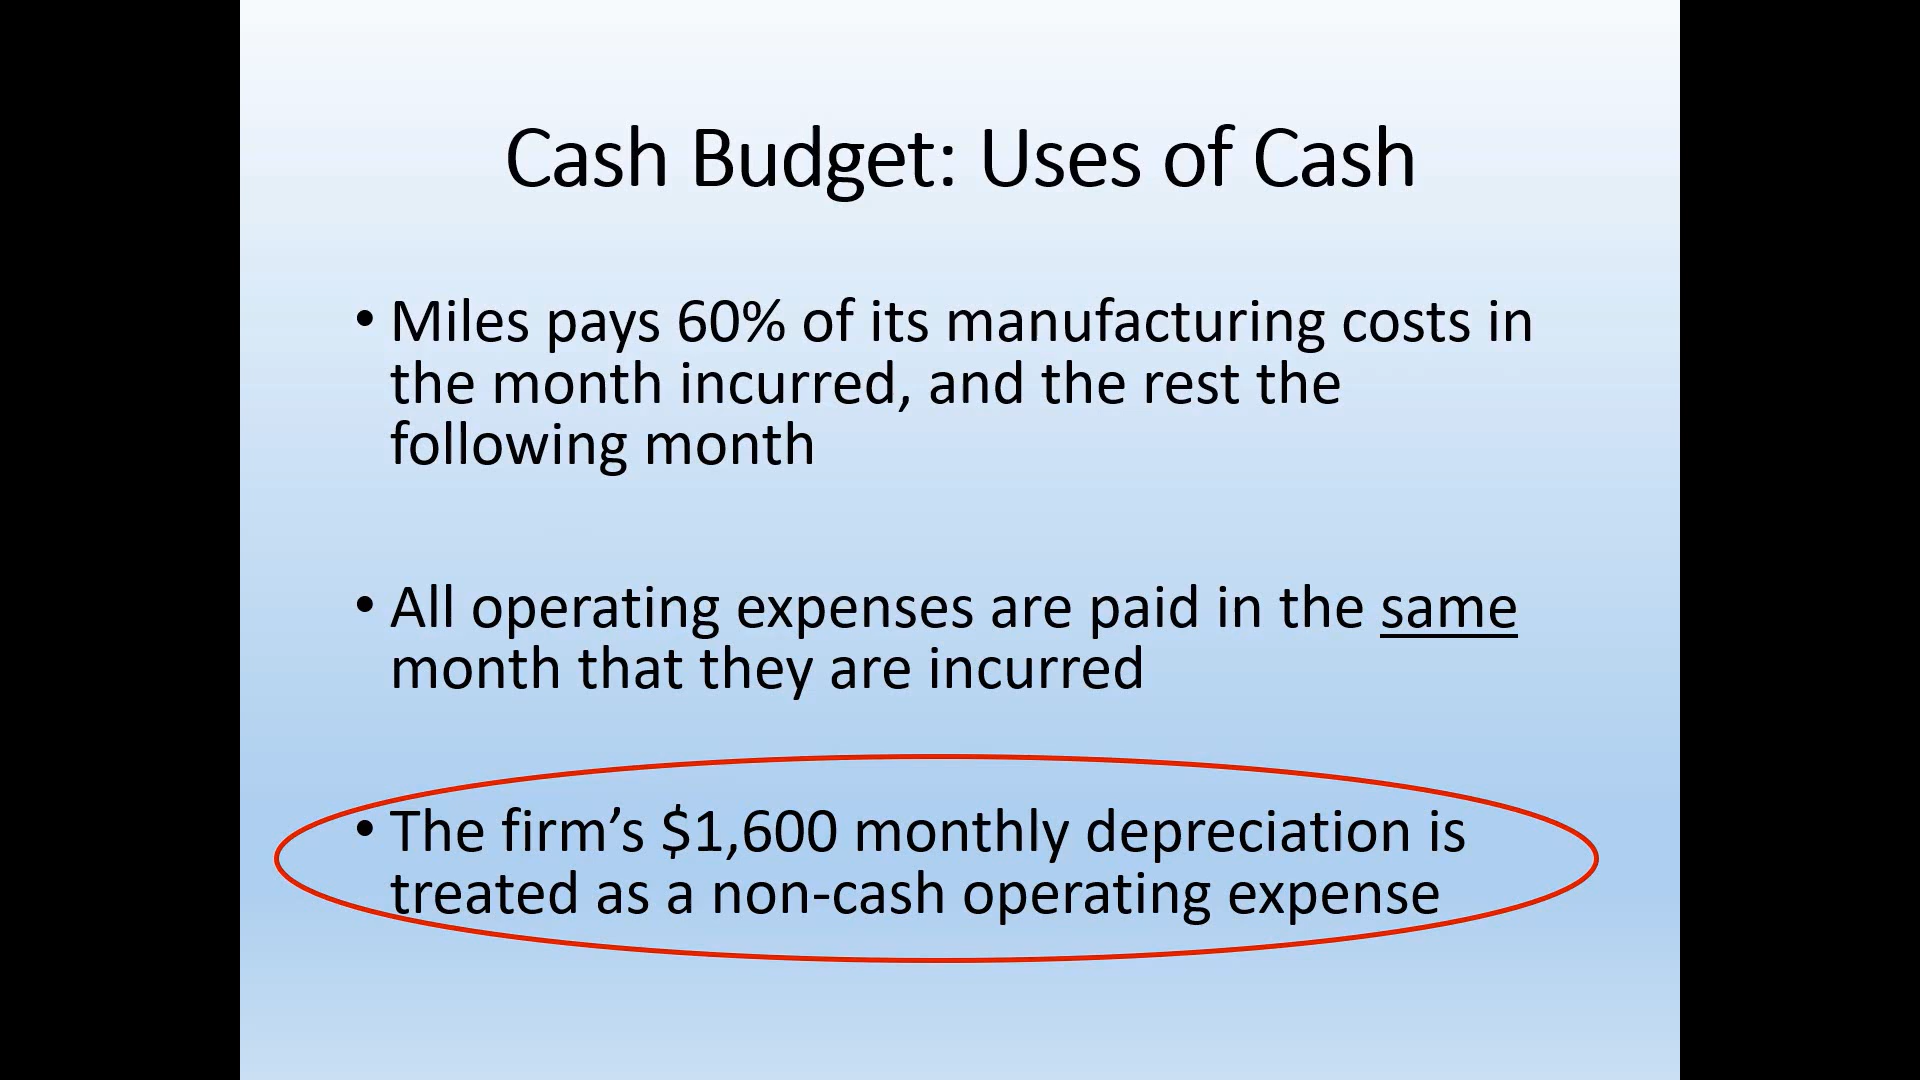 Cash Budget: Uses of Cash
• Miles pays 60% of its manufacturing costs in
the month incurred, and the rest the
following month
• All operating expenses are paid in the same
month that they are incurred
• The firm’s $1,600 monthly depreciation is
treated as a non-cash operating expense